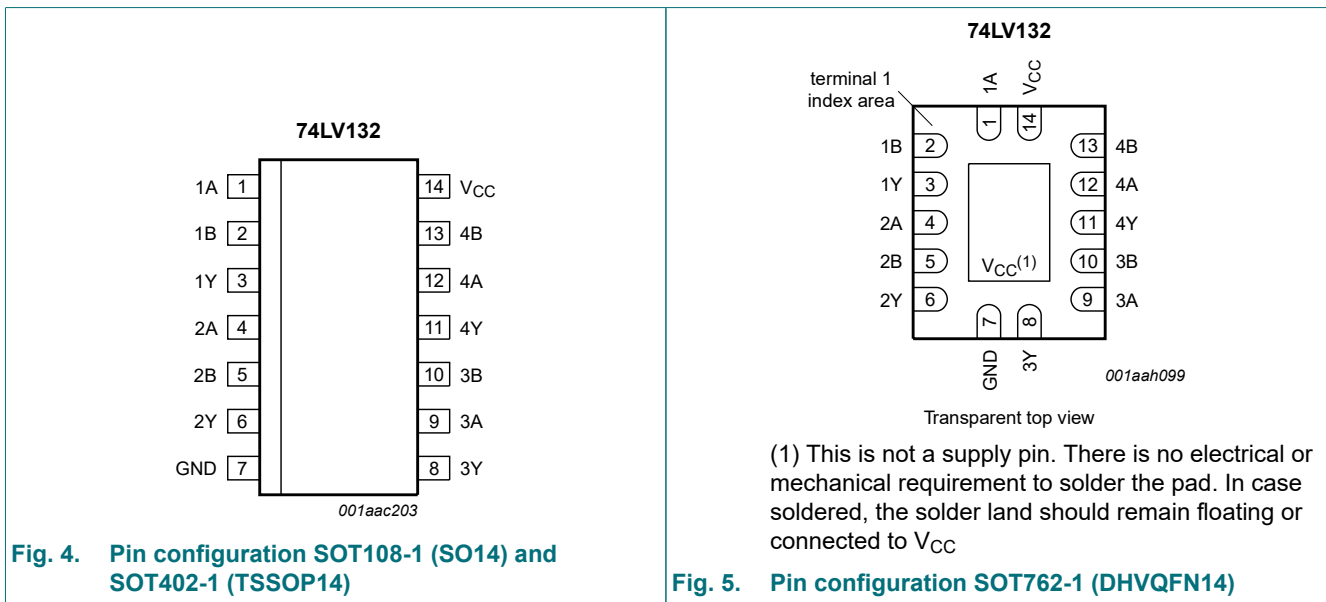 74LV132
1A 1 14 VCC
1B 2 13 4B
1Y 3 12 4A
2A 4 11 4Y
2B 5 10 3B
2Y 6 9 3A
GND 7 8 3Y
001aac203
Fig. 4. Pin configuration SOT108-1 (SO14) and
SOT402-1 (TSSOP14)
74LV132
terminal 1
index area
1A VCC
1 14
1B 2 13 4B
1Y 3 12 4A
2A 4 11 4Y
2B 5 10 3B
VCC(1)
2Y 6 9 3A
7 8
GND 3Y
001aah099
Transparent top view
(1) This is not a supply pin. There is no electrical or
mechanical requirement to solder the pad. In case
soldered, the solder land should remain floating or
connected to VCC
Fig. 5. Pin configuration SOT762-1 (DHVQFN14)